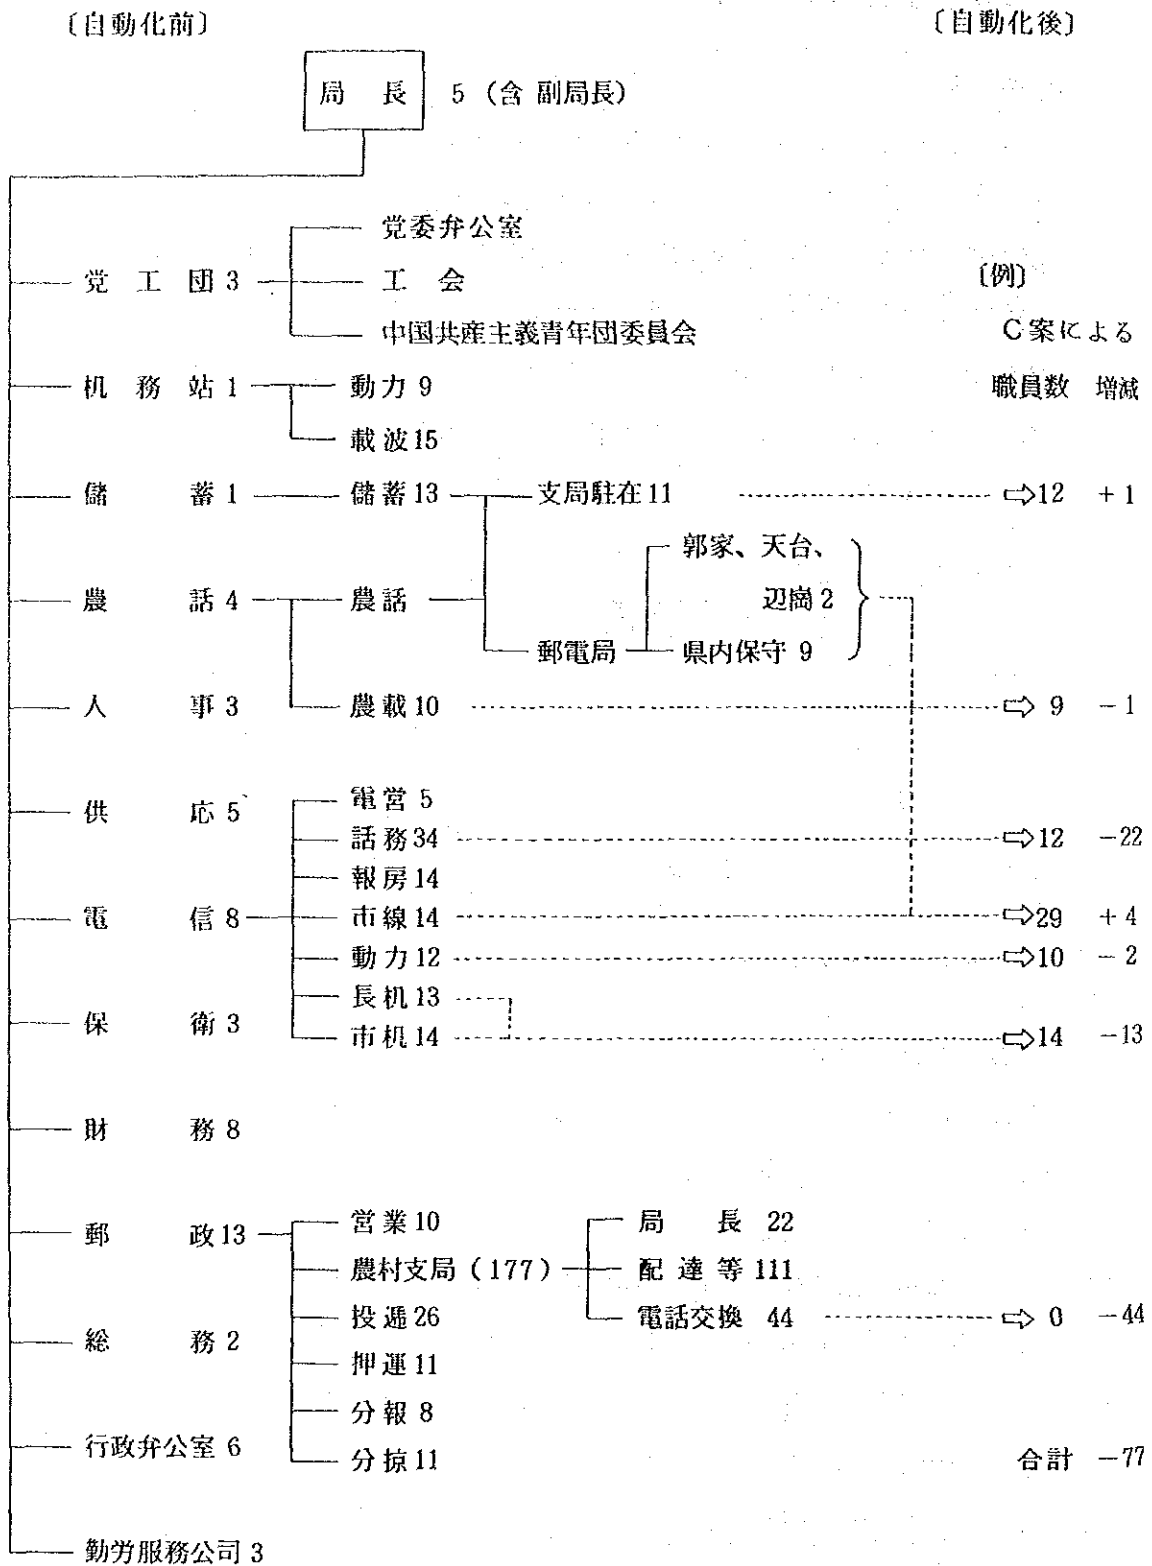 〔自動化前〕 〔自動化後〕
局 長 5 (含 副局長)
党委弁公室
党 工 団 3 工 会 〔例〕
中国共産主義青年団委員会 C案による
机 務 站 1 動力 9 職員数 増減
載波 15
儲 蓄 1 儲蓄 13 支局駐在 11 ⇨12 +1
郭家、天台、
農 話 4 農話 辺崗 2
郵電局 県内保守 9
人 事 3 農載 10 ⇨ 9 -1
電営 5
供 応 5
話務 34 ⇨12 -22
報房 14
電 信 8 市線 14 ⇨29 +4
動力 12 ⇨10 -2
長机 13
保 衛 3
市机 14 ⇨14 -13
財 務 8
営業 10 局 長 22
郵 政 13
農村支局 (177) 配 達 等 111
投逓 26 電話交換 44 ⇨ 0 -44
総 務 2
押運 11
分報 8
行政弁公室 6
分掠 11 合計 -77
勤労服務公司 3